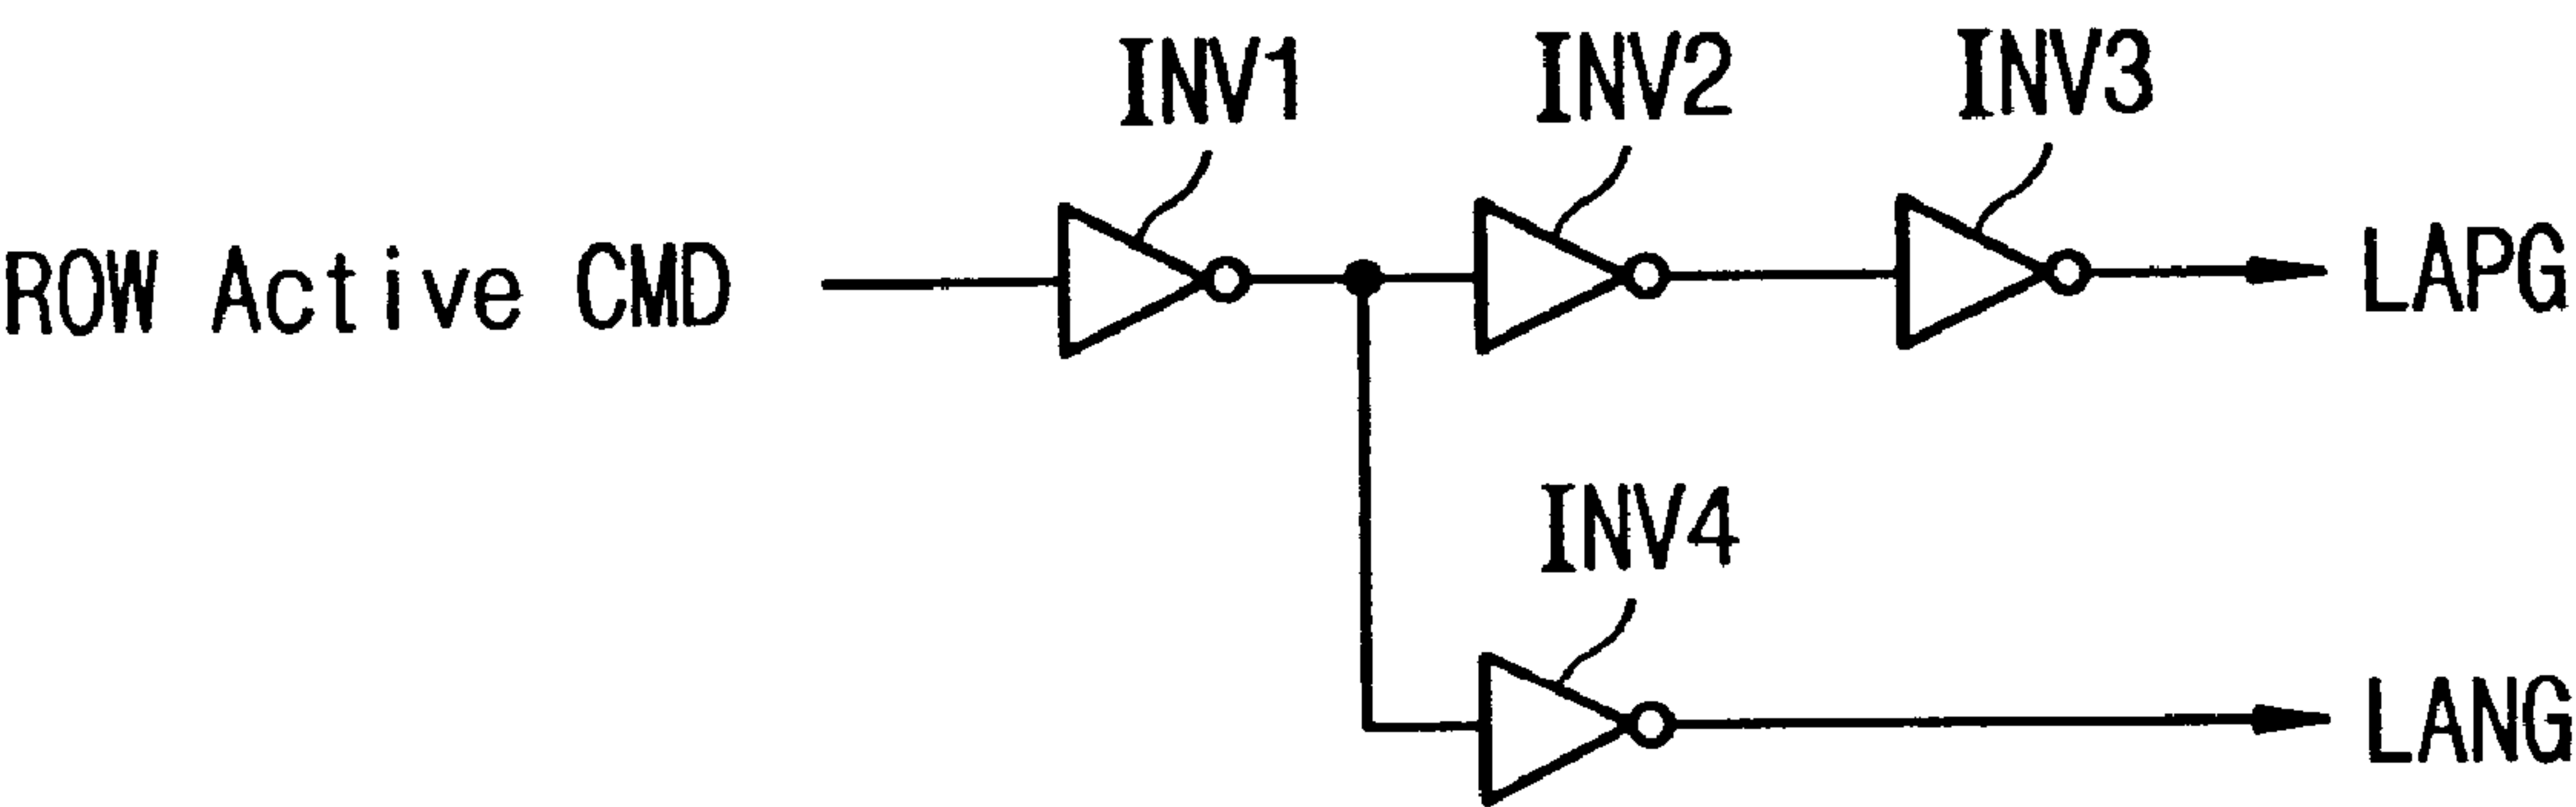 INV1
INV2
INV3
ROW Active CMD
LAPG
INV4
LANG